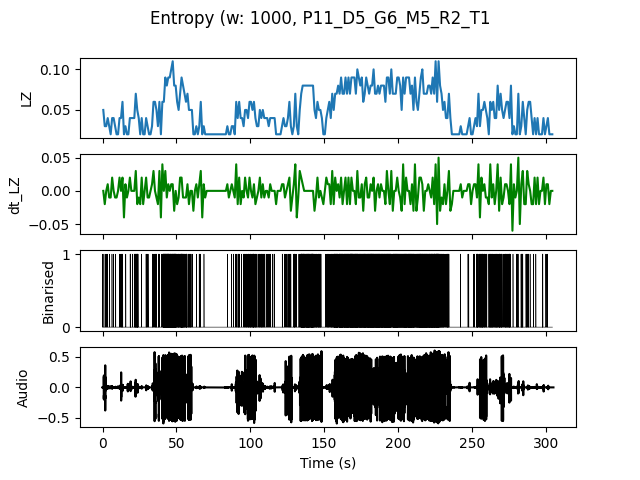 Entropy (w: 1000, P11_D5_G6_M5_R2_T1
LZ
0.10
0.05
dt_LZ
0.05
0.00
−0.05
Binarised
1
0
Audio
0.5
0.0
−0.5
0 50 100 150 200 250 300
Time (s)